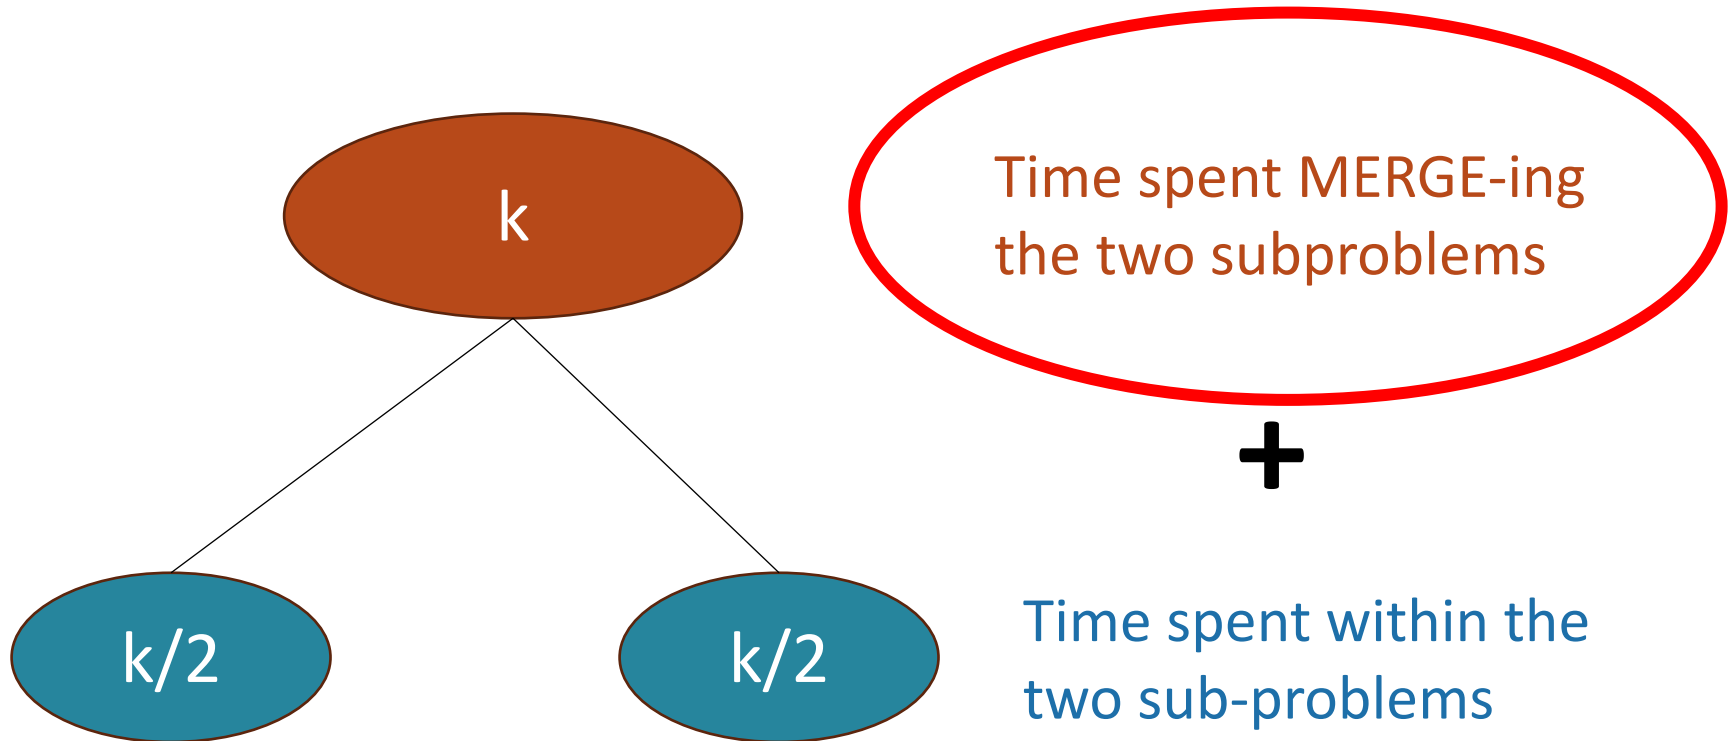 k
Time spent MERGE-ing
the two subproblems
+
k/2
k/2
Time spent within the
two sub-problems